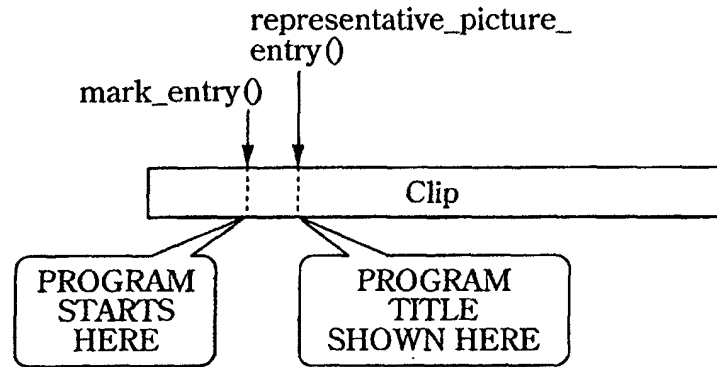 representative_picture_
entry()
mark_entry()
Clip
PROGRAM
STARTS
HERE
PROGRAM
TITLE
SHOWN HERE